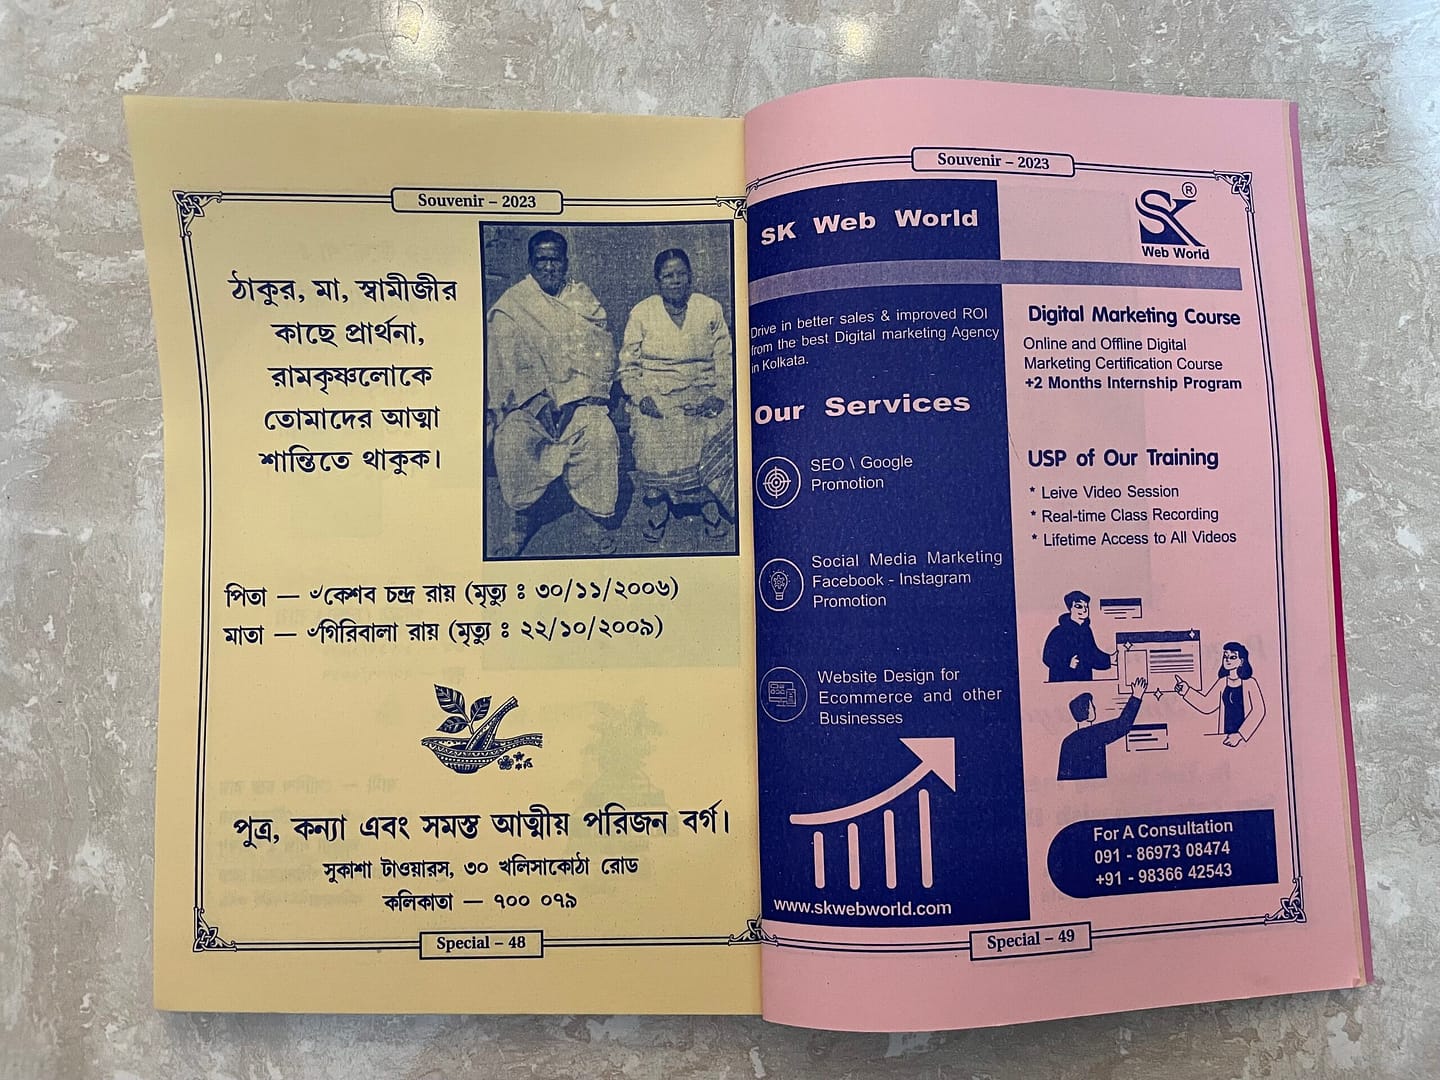 Souvenir – 2023
ঠাকুর, মা, স্বামীজীর
কাছে প্রার্থনা,
রামকৃষ্ণলোকে
তোমাদের আত্মা
শান্তিতে থাকুক।
পিতা — ৺কেশব চন্দ্র রায় (মৃত্যু ঃ ৩০/১১/২০০৬)
মাতা — ৺গিরিবালা রায় (মৃত্যু ঃ ২২/১০/২০০৯)
পুত্র, কন্যা এবং সমস্ত আত্মীয় পরিজন বর্গ।
সুকাশা টাওয়ারস, ৩০ খলিসাকোঠা রোড
কলিকাতা — ৭০০ ০৭৯
Special – 48
Souvenir – 2023
SK Web World
Drive in better sales & improved ROI
from the best Digital marketing Agency
in Kolkata.
Our Services
SEO \ Google
Promotion
Social Media Marketing
Facebook - Instagram
Promotion
Website Design for
Ecommerce and other
Businesses
www.skwebworld.com
SK ®
Web World
Digital Marketing Course
Online and Offline Digital
Marketing Certification Course
+2 Months Internship Program
USP of Our Training
* Leive Video Session
* Real-time Class Recording
* Lifetime Access to All Videos
For A Consultation
091 - 86973 08474
+91 - 98366 42543
Special – 49